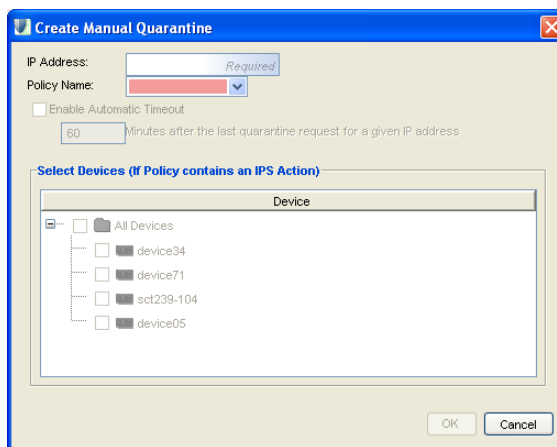 Create Manual Quarantine
IP Address: Required
Policy Name:
Enable Automatic Timeout
60 Minutes after the last quarantine request for a given IP address
Select Devices (If Policy contains an IPS Action)
Device
All Devices
device34
device71
sct239-104
device05
OK Cancel